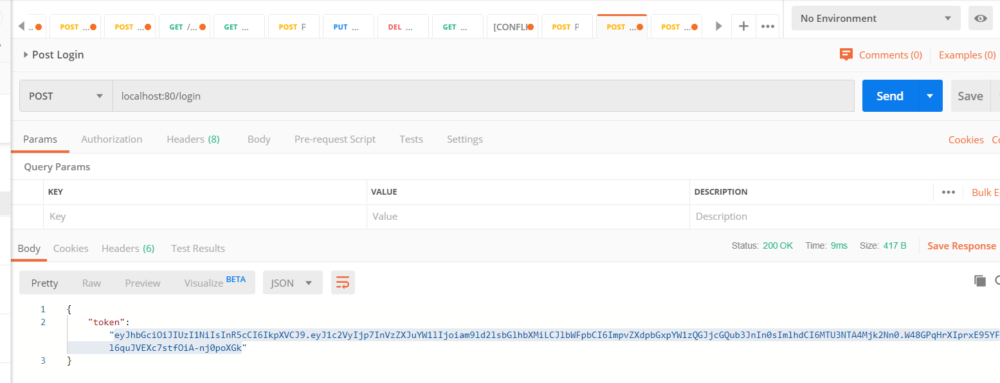 .. POST ... POST ... GET /... GET ... POST P PUT ... DEL ... GET ... [CONFLI POST P POST ... POST ... No Environment
Post Login Comments (0) Examples (0)
POST localhost:80/login Send Save
Params Authorization Headers (8) Body Pre-request Script Tests Settings Cookies
Query Params
KEY VALUE DESCRIPTION Bulk E
Key Value Description
Body Cookies Headers (6) Test Results Status: 200 OK Time: 9ms Size: 417 B Save Response
Pretty Raw Preview Visualize BETA JSON
1 {
2 "token":
"eyJhbGciOiJIUzI1NiIsInR5cCI6IkpXVCJ9.eyJ1c2VyIjp7InVzZXJuYW1lIjoiam9ld2lsbGlhbXMiLCJlbWFpbCI6ImpvZXdpbGxpYW1zQGJjcGQub3JnIn0sImlhdCI6MTU3NTA4Mjk2Nn0.W48GPqHrXIprxE95YF
l6quJVEXc7stfOiA-nj0poXGk"
3 }